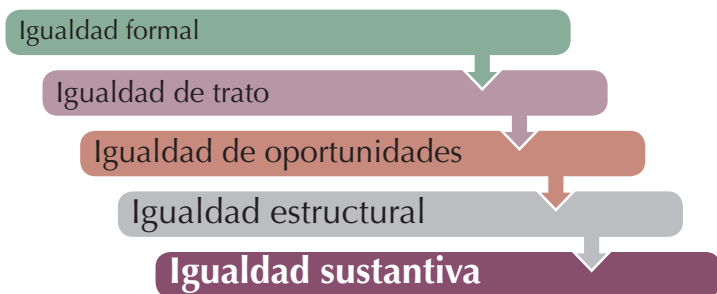 Igualdad formal
Igualdad de trato
Igualdad de oportunidades
Igualdad estructural
Igualdad sustantiva